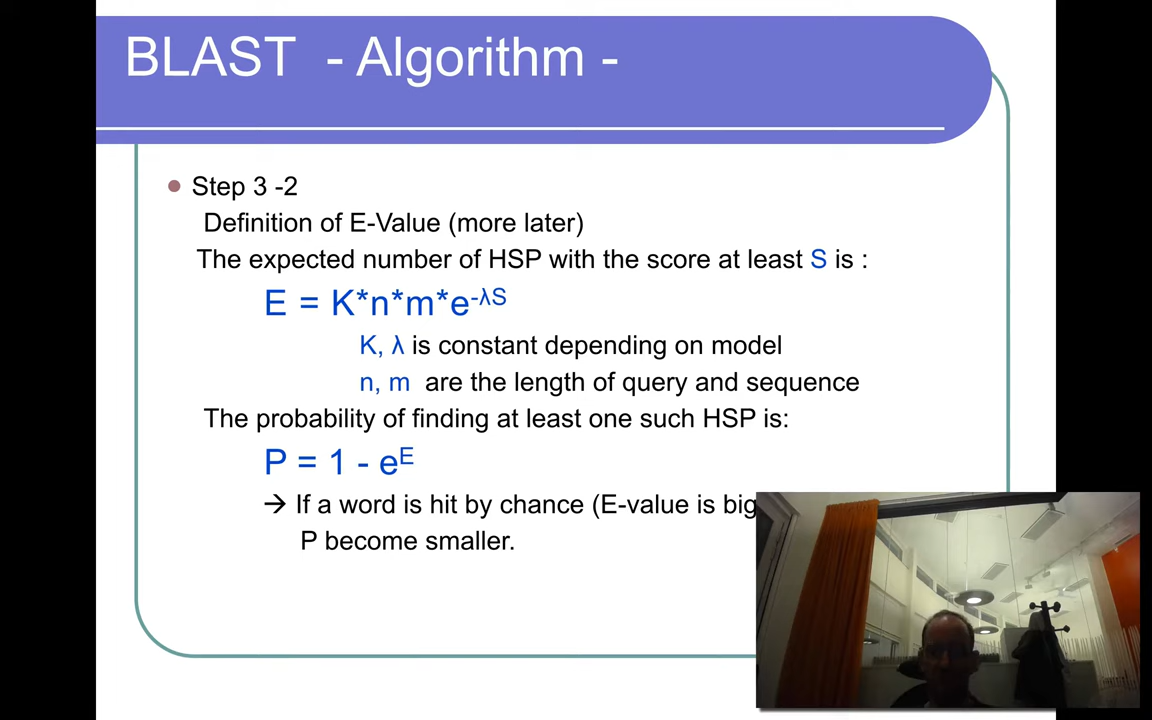 BLAST - Algorithm -
Step 3 -2
Definition of E-Value (more later)
The expected number of HSP with the score at least S is :
E = K*n*m*e-λS
K, λ is constant depending on model
n, m are the length of query and sequence
The probability of finding at least one such HSP is:
P = 1 - eE
→ If a word is hit by chance (E-value is big
P become smaller.